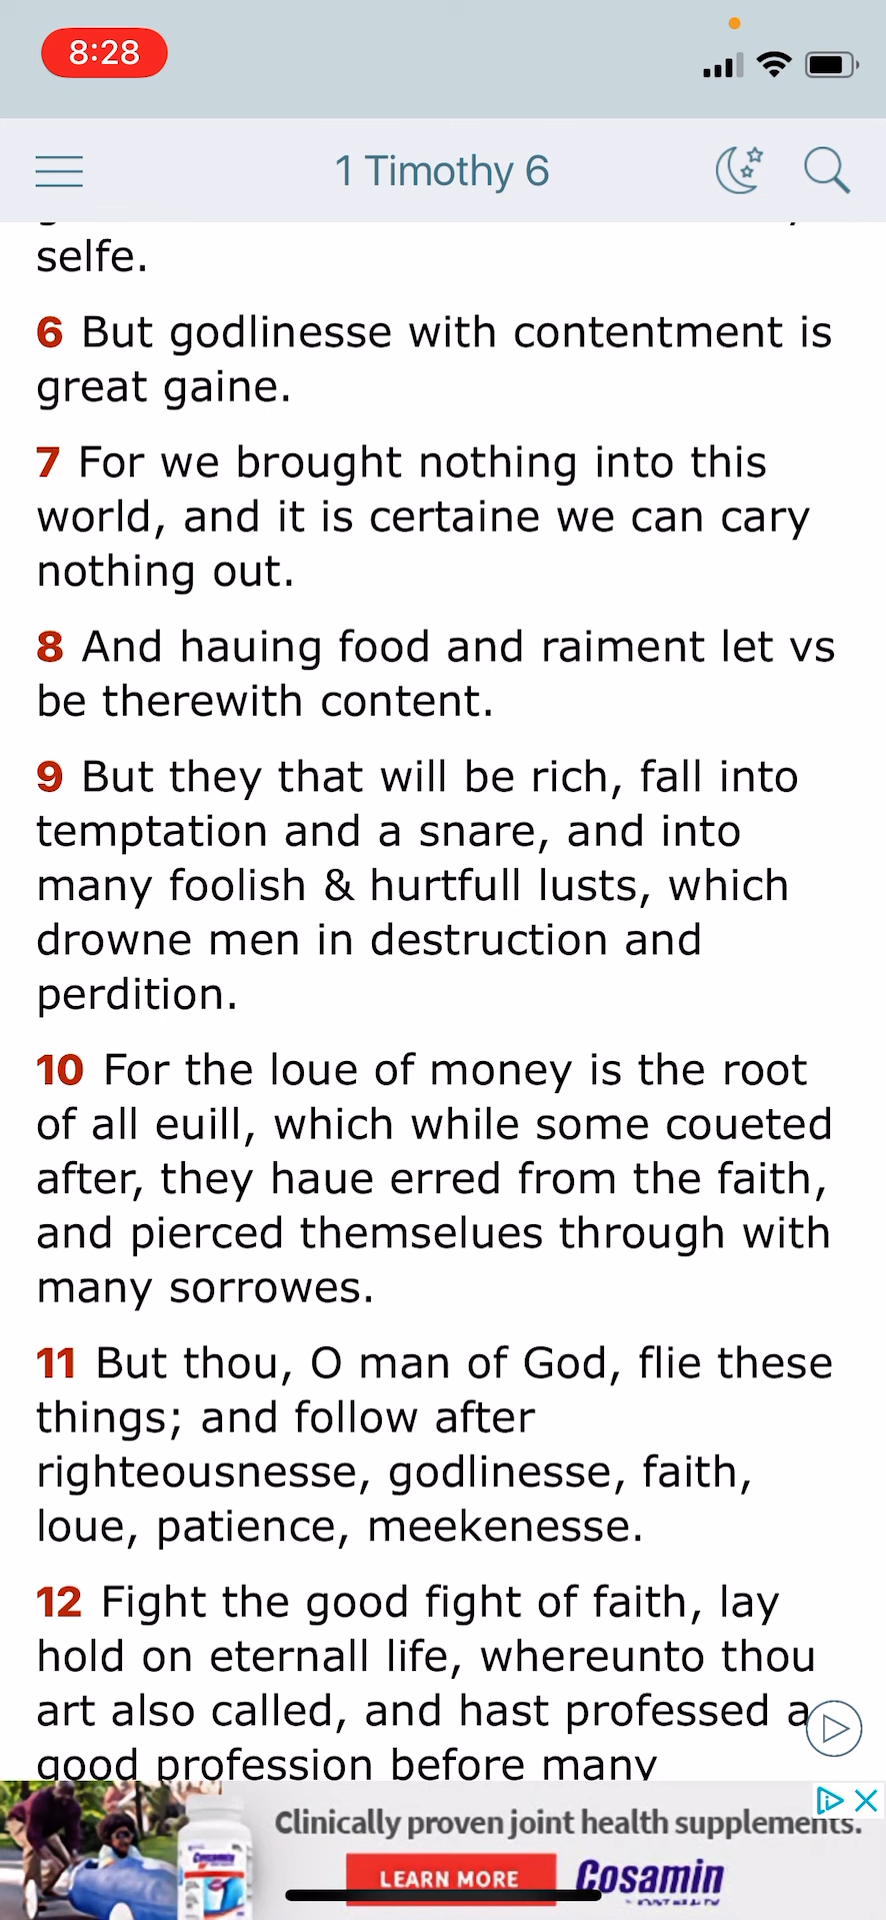 8:28
1 Timothy 6
selfe.
6 But godlinesse with contentment is
great gaine.
7 For we brought nothing into this
world, and it is certaine we can cary
nothing out.
8 And hauing food and raiment let vs
be therewith content.
9 But they that will be rich, fall into
temptation and a snare, and into
many foolish & hurtfull lusts, which
drowne men in destruction and
perdition.
10 For the loue of money is the root
of all euill, which while some coueted
after, they haue erred from the faith,
and pierced themselues through with
many sorrowes.
11 But thou, O man of God, flie these
things; and follow after
righteousnesse, godlinesse, faith,
loue, patience, meekenesse.
12 Fight the good fight of faith, lay
hold on eternall life, whereunto thou
art also called, and hast professed a
good profession before many
Clinically proven joint health supplements.
LEARN MORE
Cosamin